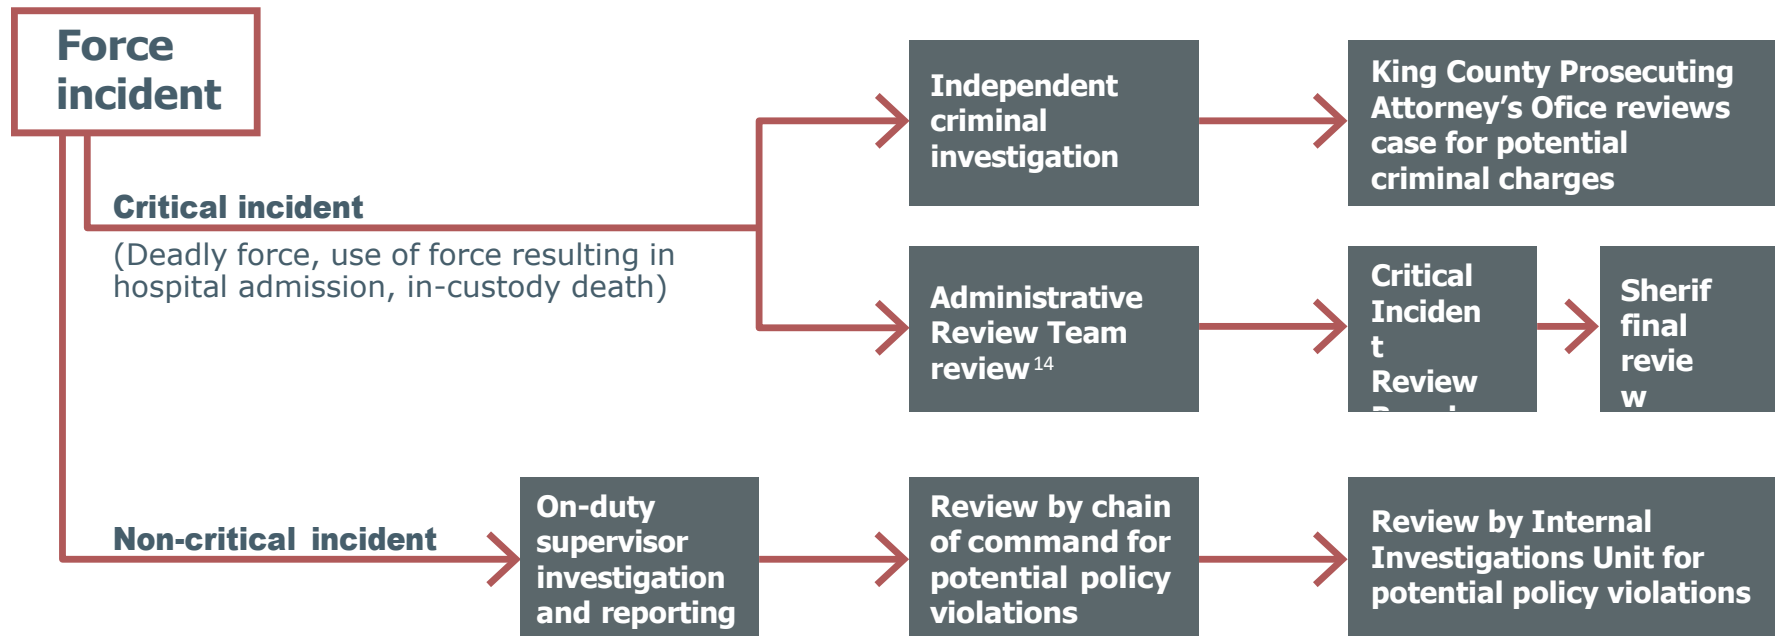 Force
incident
Independent
criminal
investigation
King County Prosecuting
Attorney’s Ofice reviews
case for potential
criminal charges
Critical incident
(Deadly force, use of force resulting in
hospital admission, in-custody death)
Administrative
Review Team
review 14
Critical
Inciden
t
Review
Sherif
final
revie
w
Non-critical incident
On-duty
supervisor
investigation
and reporting
Review by chain
of command for
potential policy
violations
Review by Internal
Investigations Unit for
potential policy violations